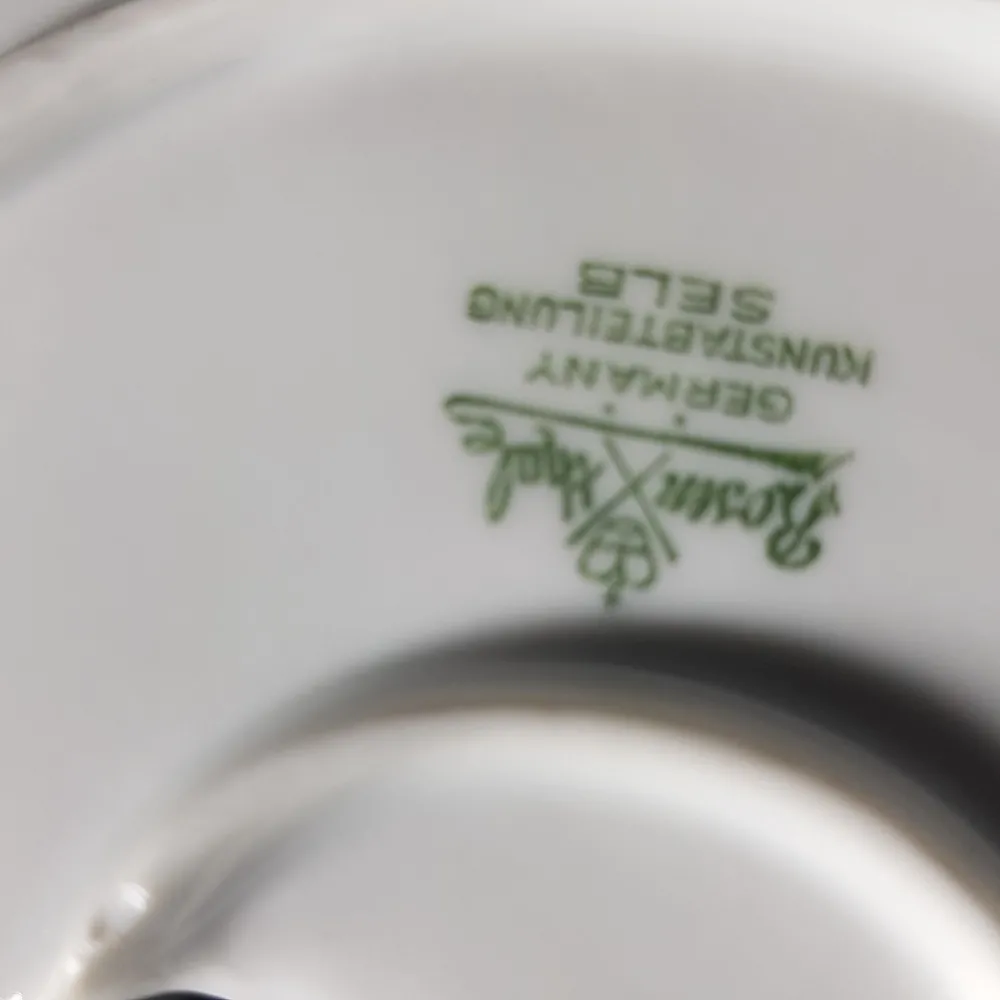 Rosenthal
GERMANY
KUNSTABTEILUNG
SELB